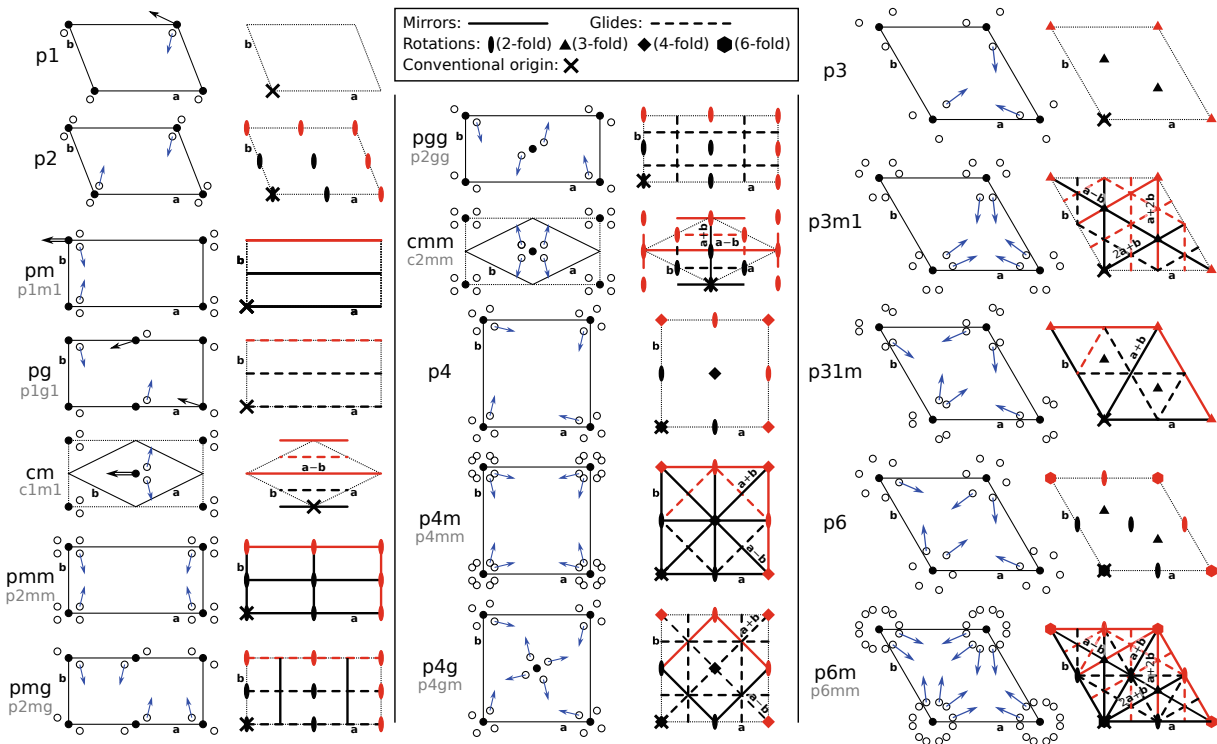 Mirrors: Glides:
Rotations: (2-fold) (3-fold) (4-fold) (6-fold)
Conventional origin:
p1
b
a
b
a
p2
b
a
b
a
pm
p1m1
b
a
b
a
pg
p1g1
b
a
b
a
cm
c1m1
b
a
a−b
b
a
pmm
p2mm
b
a
b
a
pmg
p2mg
b
a
b
a
pgg
p2gg
b
a
b
a
cmm
c2mm
b
a
a+b
a−b
b
a
p4
b
a
b
a
p4m
p4mm
b
a
a+b
b
a−b
a
p4g
p4gm
b
a
a+b
b
a−b
a
p3
b
a
b
a
p3m1
b
a
a−b
a+2b
b
2a+b
a
p31m
b
a
a+b
b
a
p6
b
a
b
a
p6m
p6mm
b
a
a−b
a+b
a+2b
b
2a+b
a